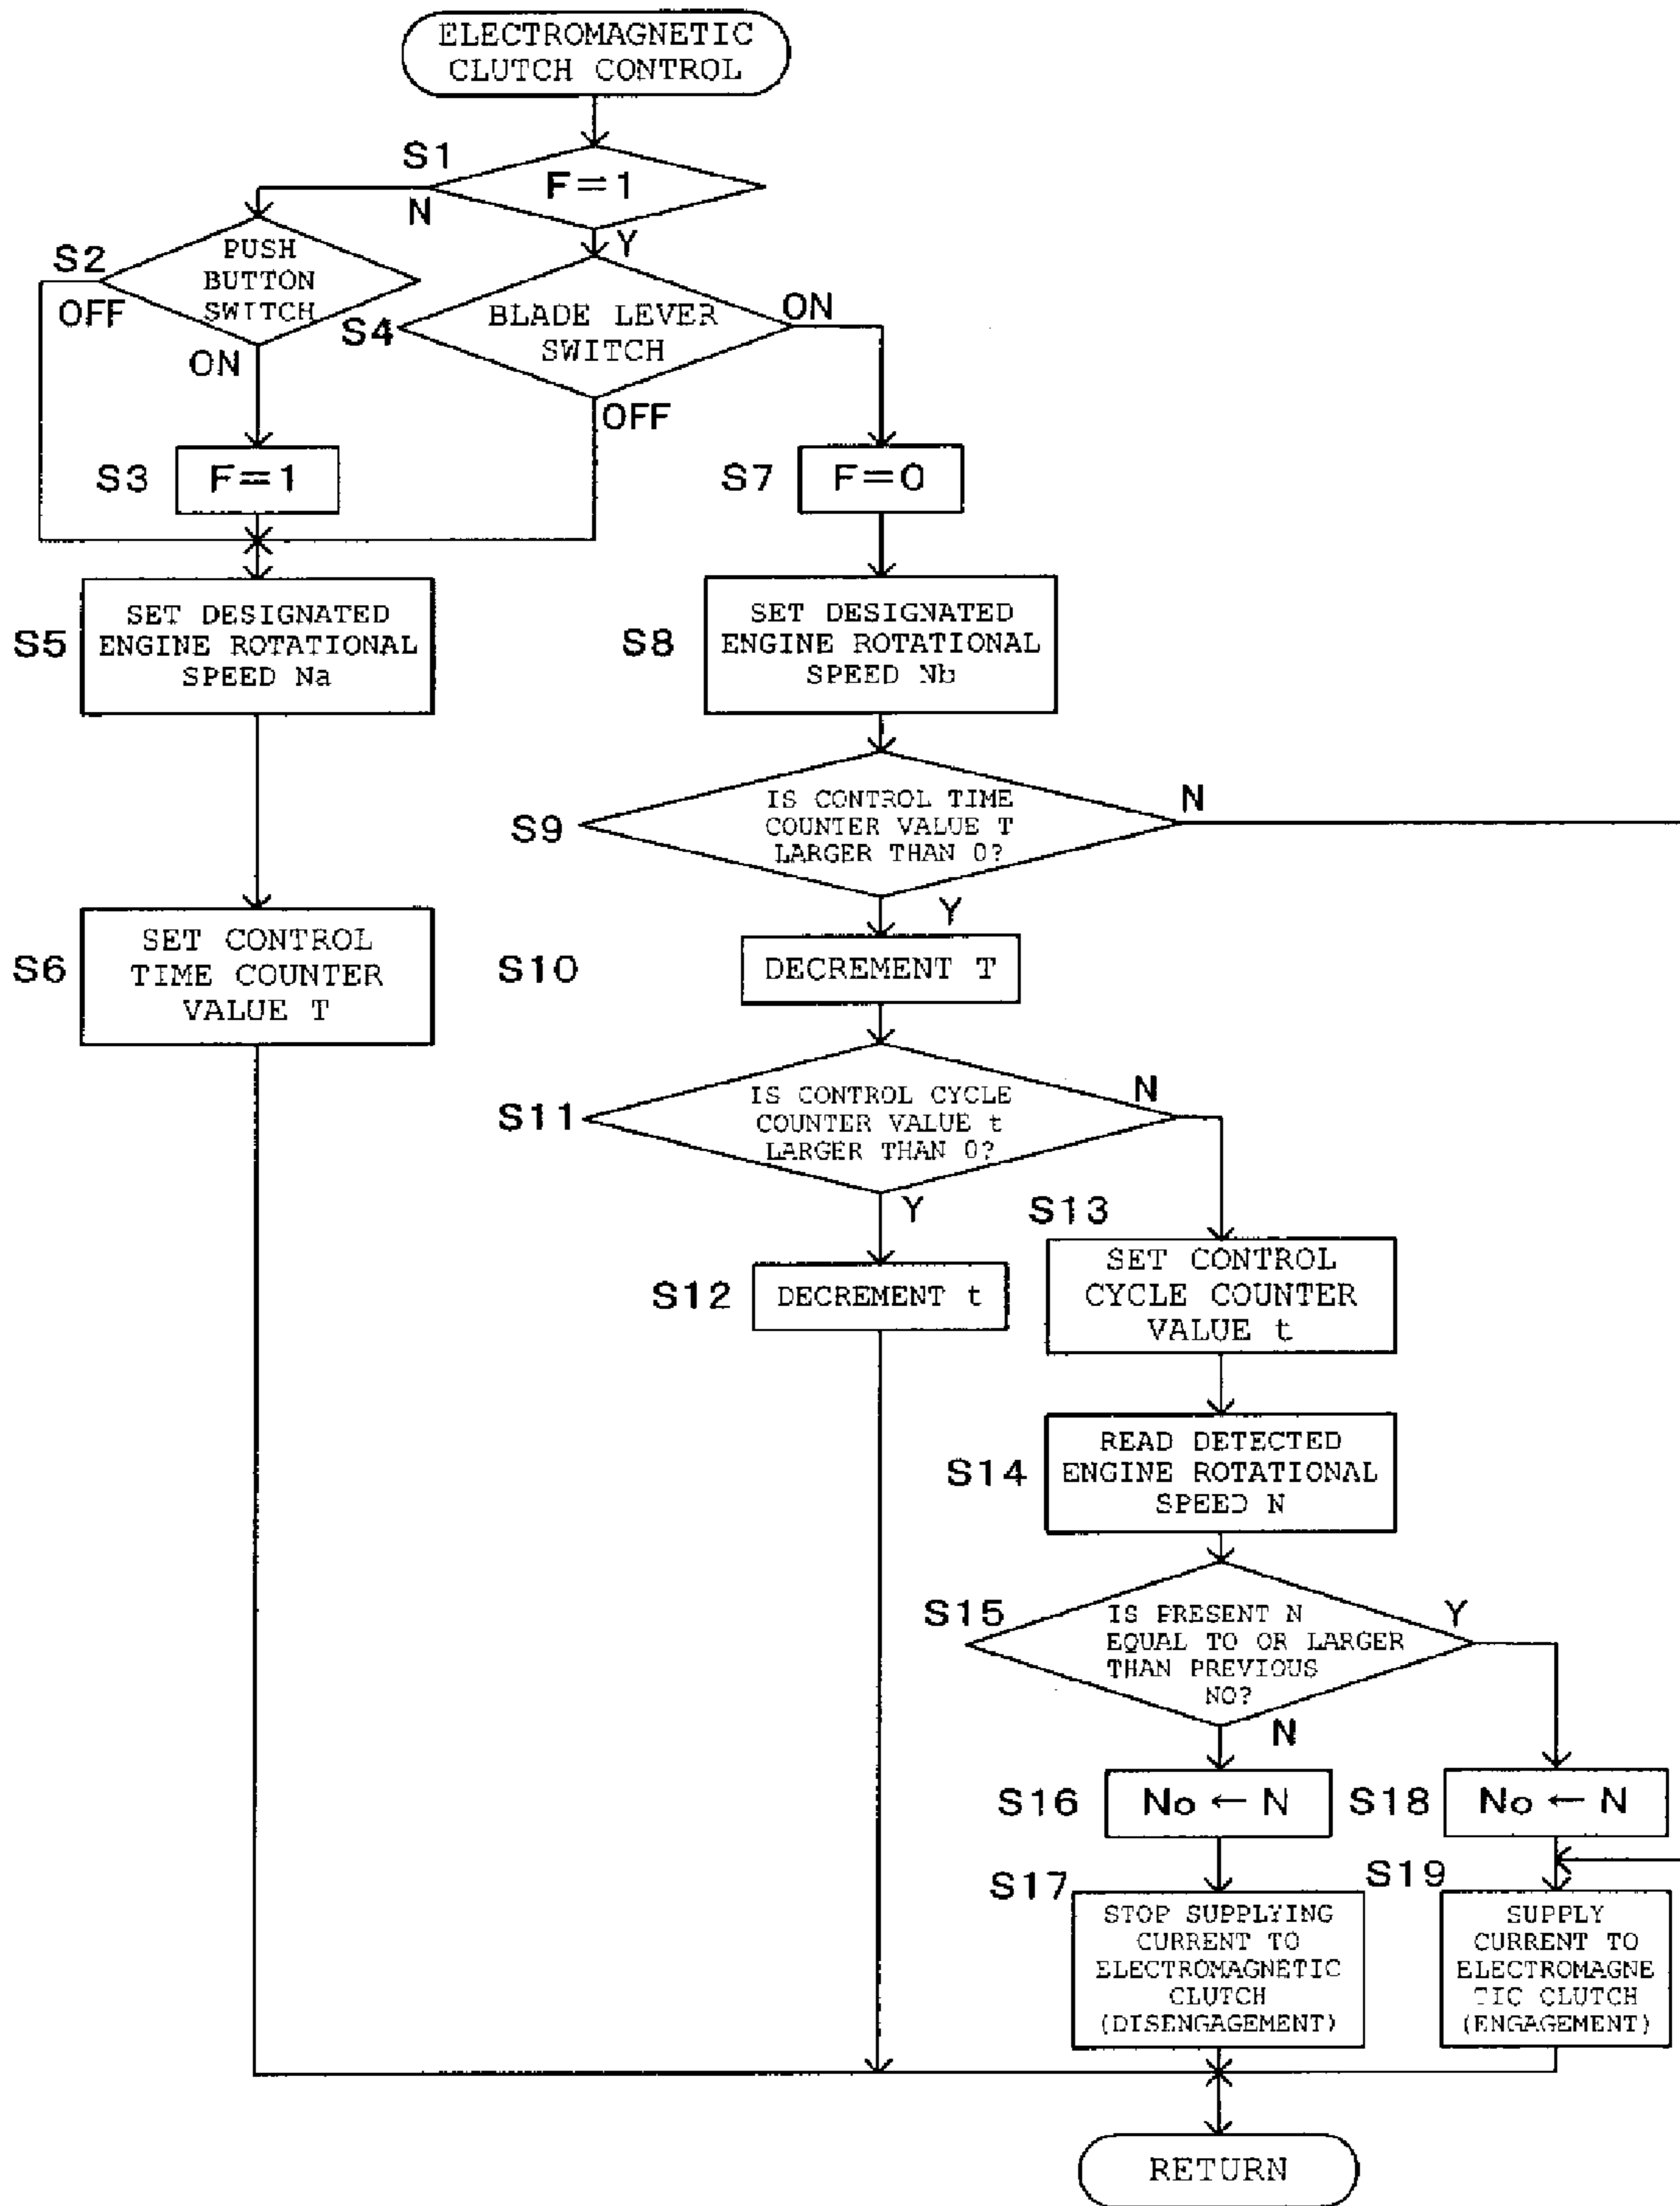 ELECTROMAGNETIC
CLUTCH CONTROL
S1
F=1
N
Y
S2
PUSH
BUTTON
SWITCH
OFF
ON
S4
BLADE LEVER
SWITCH
ON
OFF
S3
F=1
S7
F=0
S5
SET DESIGNATED
ENGINE ROTATIONAL
SPEED Na
S8
SET DESIGNATED
ENGINE ROTATIONAL
SPEED Nb
S9
IS CONTROL TIME
COUNTER VALUE T
LARGER THAN 0?
N
Y
S6
SET CONTROL
TIME COUNTER
VALUE T
S10
DECREMENT T
S11
IS CONTROL CYCLE
COUNTER VALUE t
LARGER THAN 0?
N
Y
S12
DECREMENT t
S13
SET CONTROL
CYCLE COUNTER
VALUE t
S14
READ DETECTED
ENGINE ROTATIONAL
SPEED N
S15
IS PRESENT N
EQUAL TO OR LARGER
THAN PREVIOUS
NO?
Y
N
S16
No ← N
S18
No ← N
S17
STOP SUPPLYING
CURRENT TO
ELECTROMAGNETIC
CLUTCH
(DISENGAGEMENT)
S19
SUPPLY
CURRENT TO
ELECTROMAGNE
TIC CLUTCH
(ENGAGEMENT)
RETURN